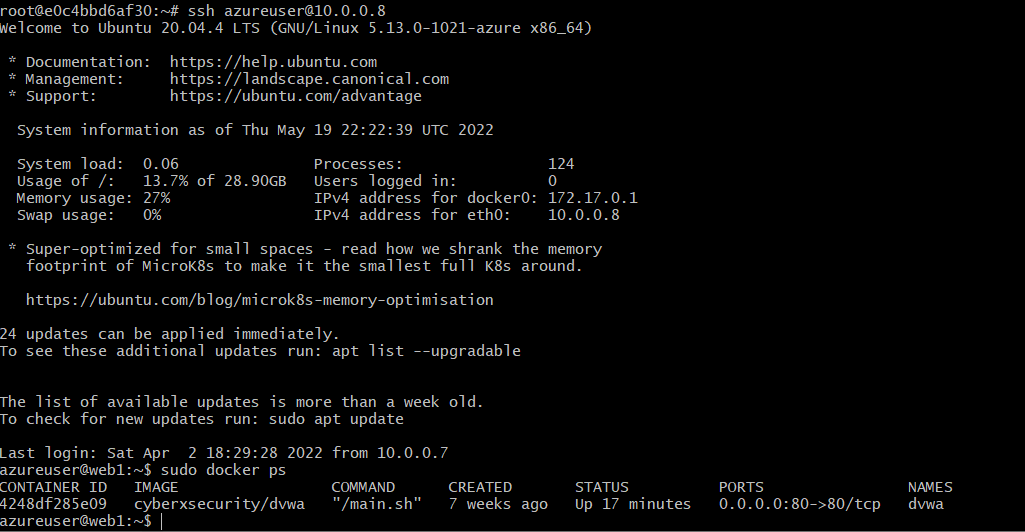 root@e0c4bbd6af30:~# ssh azureuser@10.0.0.8
Welcome to Ubuntu 20.04.4 LTS (GNU/Linux 5.13.0-1021-azure x86_64)
* Documentation:  https://help.ubuntu.com
* Management:     https://landscape.canonical.com
* Support:        https://ubuntu.com/advantage
System information as of Thu May 19 22:22:39 UTC 2022
System load:  0.06                Processes:                124
Usage of /:   13.7% of 28.90GB   Users logged in:          0
Memory usage: 27%                 IPv4 address for docker0: 172.17.0.1
Swap usage:   0%                  IPv4 address for eth0:    10.0.0.8
* Super-optimized for small spaces - read how we shrank the memory
footprint of MicroK8s to make it the smallest full K8s around.
https://ubuntu.com/blog/microk8s-memory-optimisation
24 updates can be applied immediately.
To see these additional updates run: apt list --upgradable
The list of available updates is more than a week old.
To check for new updates run: sudo apt update
Last login: Sat Apr  2 18:29:28 2022 from 10.0.0.7
azureuser@web1:~$ sudo docker ps
CONTAINER ID   IMAGE                 COMMAND      CREATED       STATUS          PORTS                NAMES
4248df285e09   cyberxsecurity/dvwa   "/main.sh"   7 weeks ago   Up 17 minutes   0.0.0.0:80->80/tcp   dvwa
azureuser@web1:~$